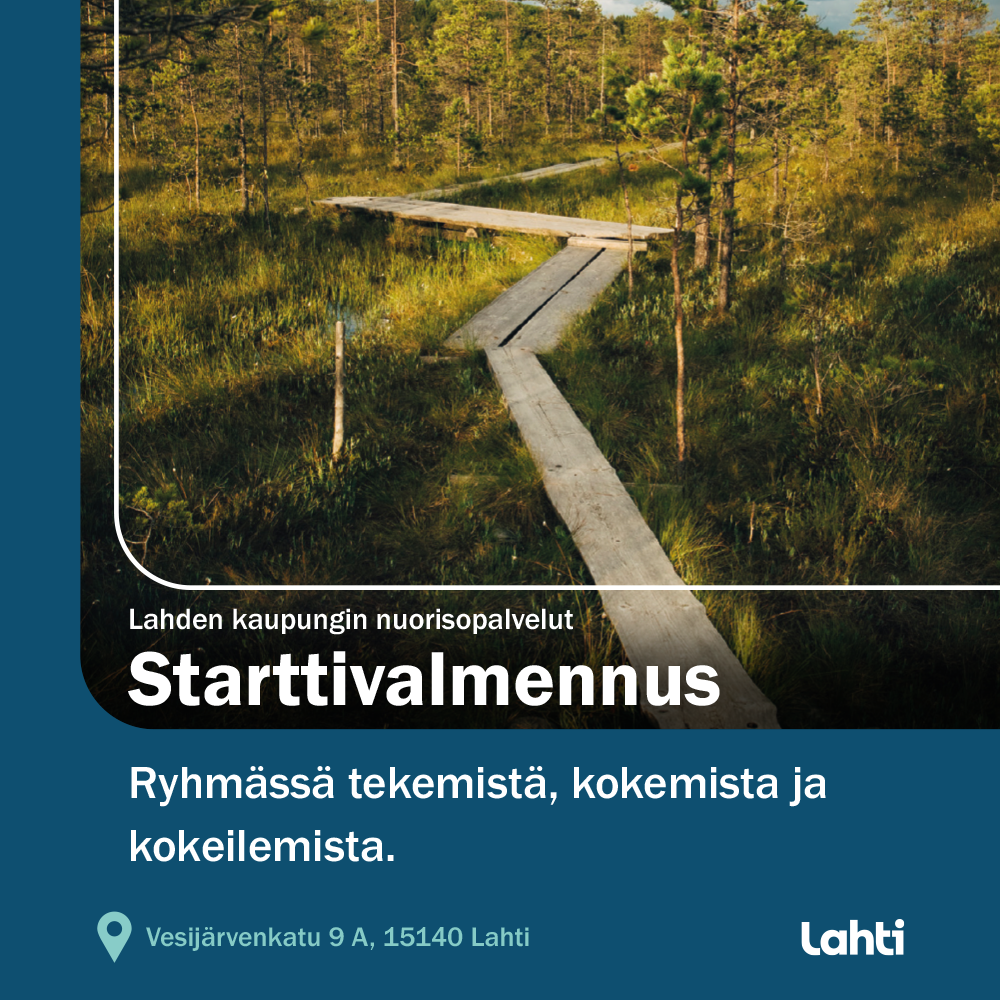 Lahden kaupungin nuorisopalvelut
Starttivalmennus
Ryhmässä tekemistä, kokemista ja
kokeilemista.
Vesijärvenkatu 9 A, 15140 Lahti
Lahti